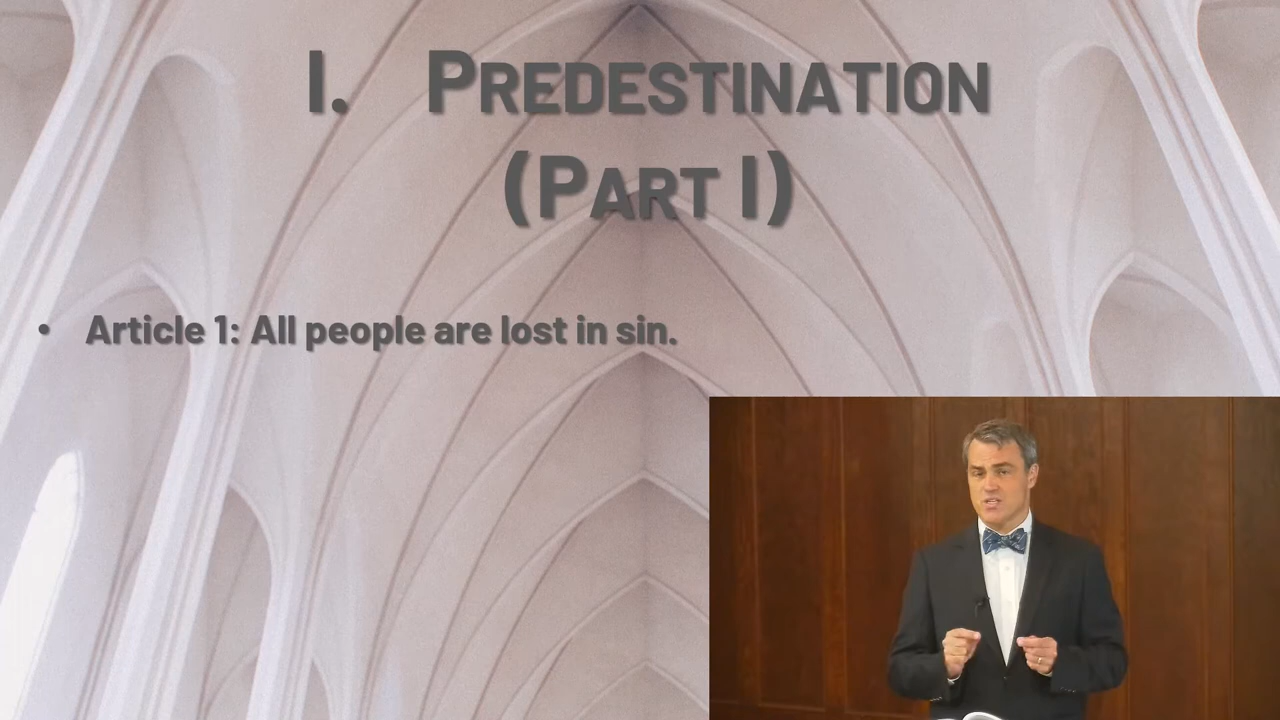 I. Predestination
(Part I)
• Article 1: All people are lost in sin.